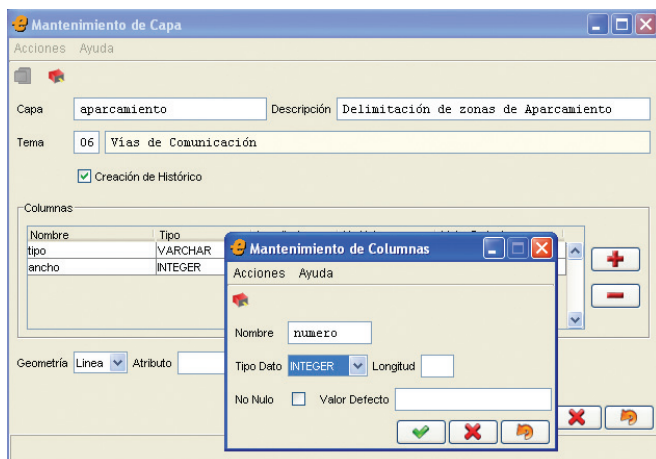 Mantenimiento de Capa
Acciones Ayuda
Capa aparcamiento Descripción Delimitación de zonas de Aparcamiento
Tema 06 Vías de Comunicación
Creación de Histórico
Columnas
Nombre Tipo
tipo VARCHAR
ancho INTEGER
Mantenimiento de Columnas
Acciones Ayuda
Nombre numero
Tipo Dato INTEGER Longitud
No Nulo Valor Defecto
Geometría Linea Atributo